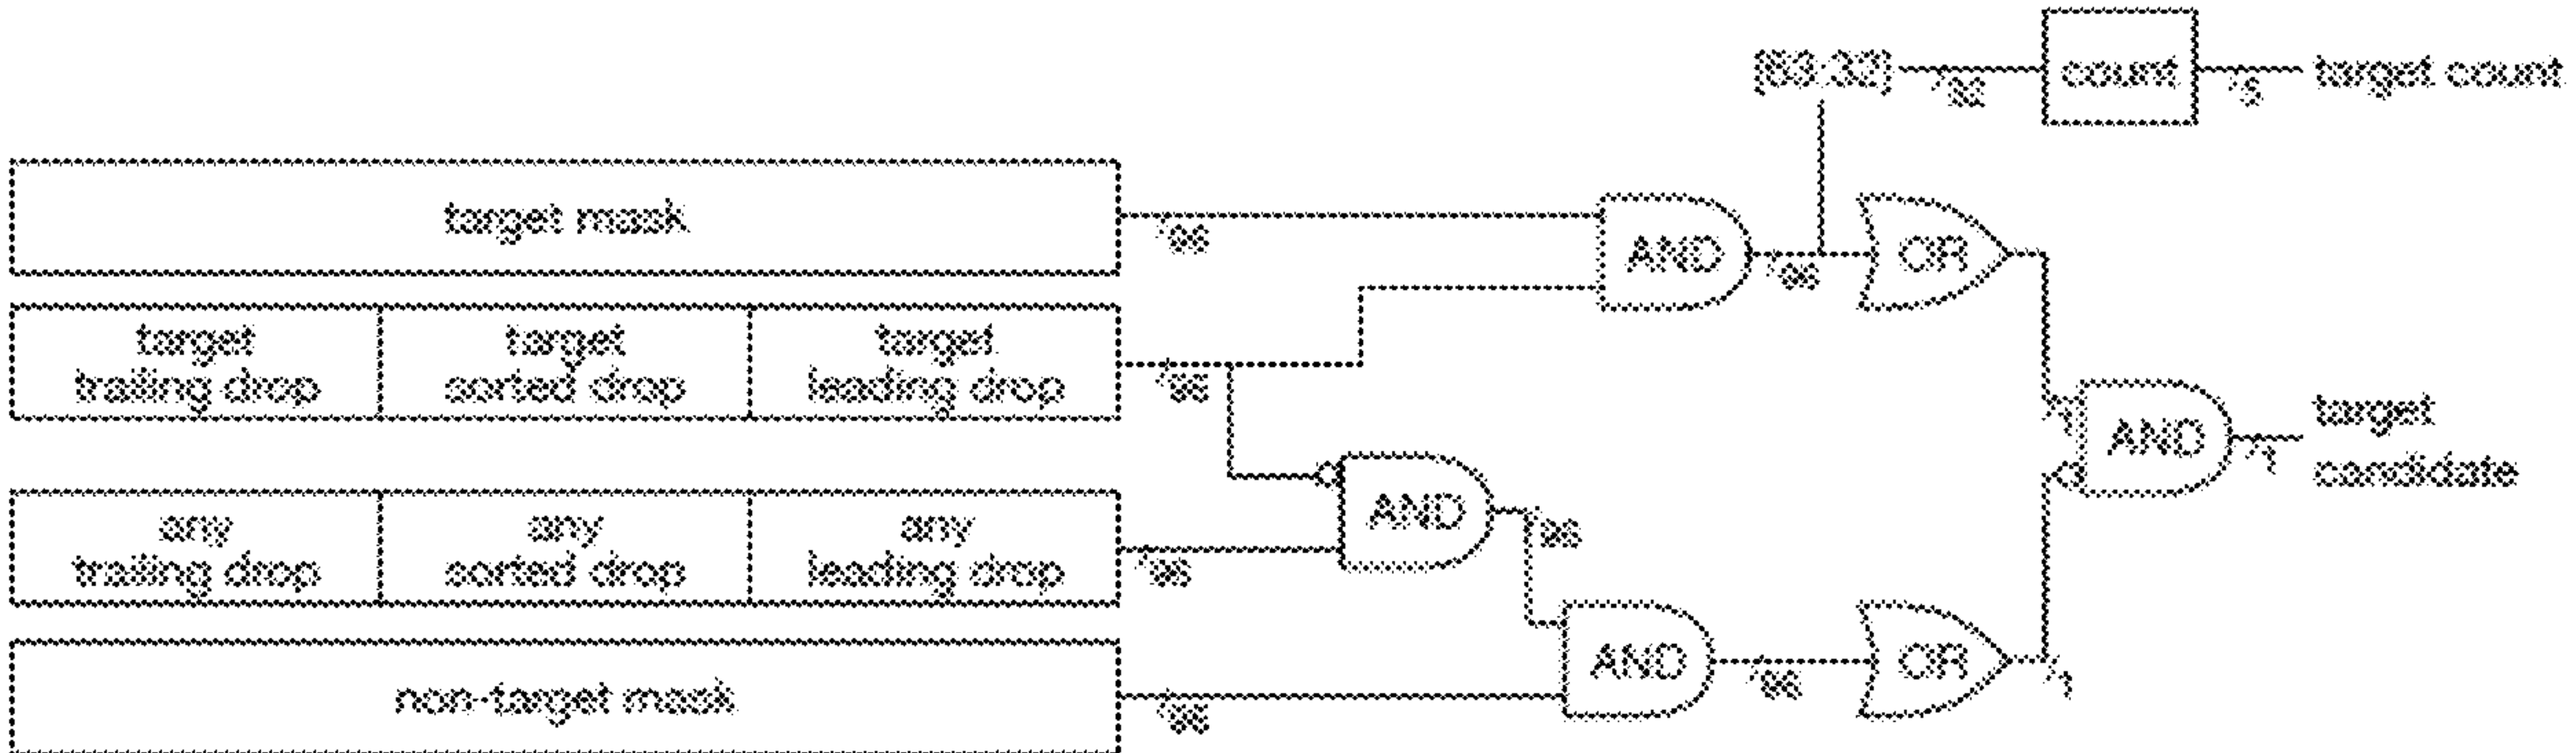 [63:32]
32
count
5
target count
target mask
96
AND
96
OR
target
trailing drop
target
sorted drop
target
leading drop
96
1
AND
1
target
candidate
any
trailing drop
any
sorted drop
any
leading drop
96
AND
96
non-target mask
96
AND
96
OR
1